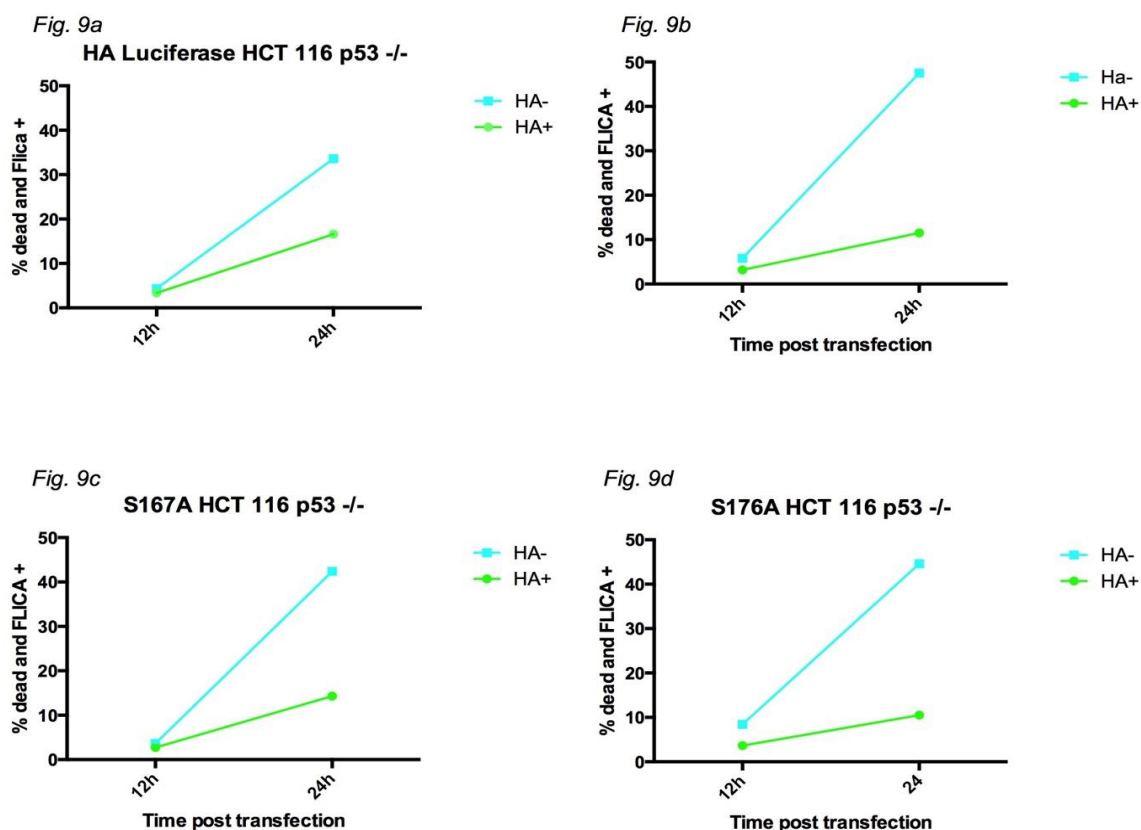 Fig. 9a
HA Luciferase HCT 116 p53 -/-
% dead and Flica +
50
40
30
20
10
0
12h
24h
HA-
HA+
Fig. 9b
% dead and FLICA +
50
40
30
20
10
0
12h
24h
Time post transfection
Ha-
HA+
Fig. 9c
S167A HCT 116 p53 -/-
% dead and FLICA +
50
40
30
20
10
0
12h
24h
Time post transfection
HA-
HA+
Fig. 9d
S176A HCT 116 p53 -/-
% dead and FLICA +
50
40
30
20
10
0
12h
24
Time post transfection
HA-
HA+